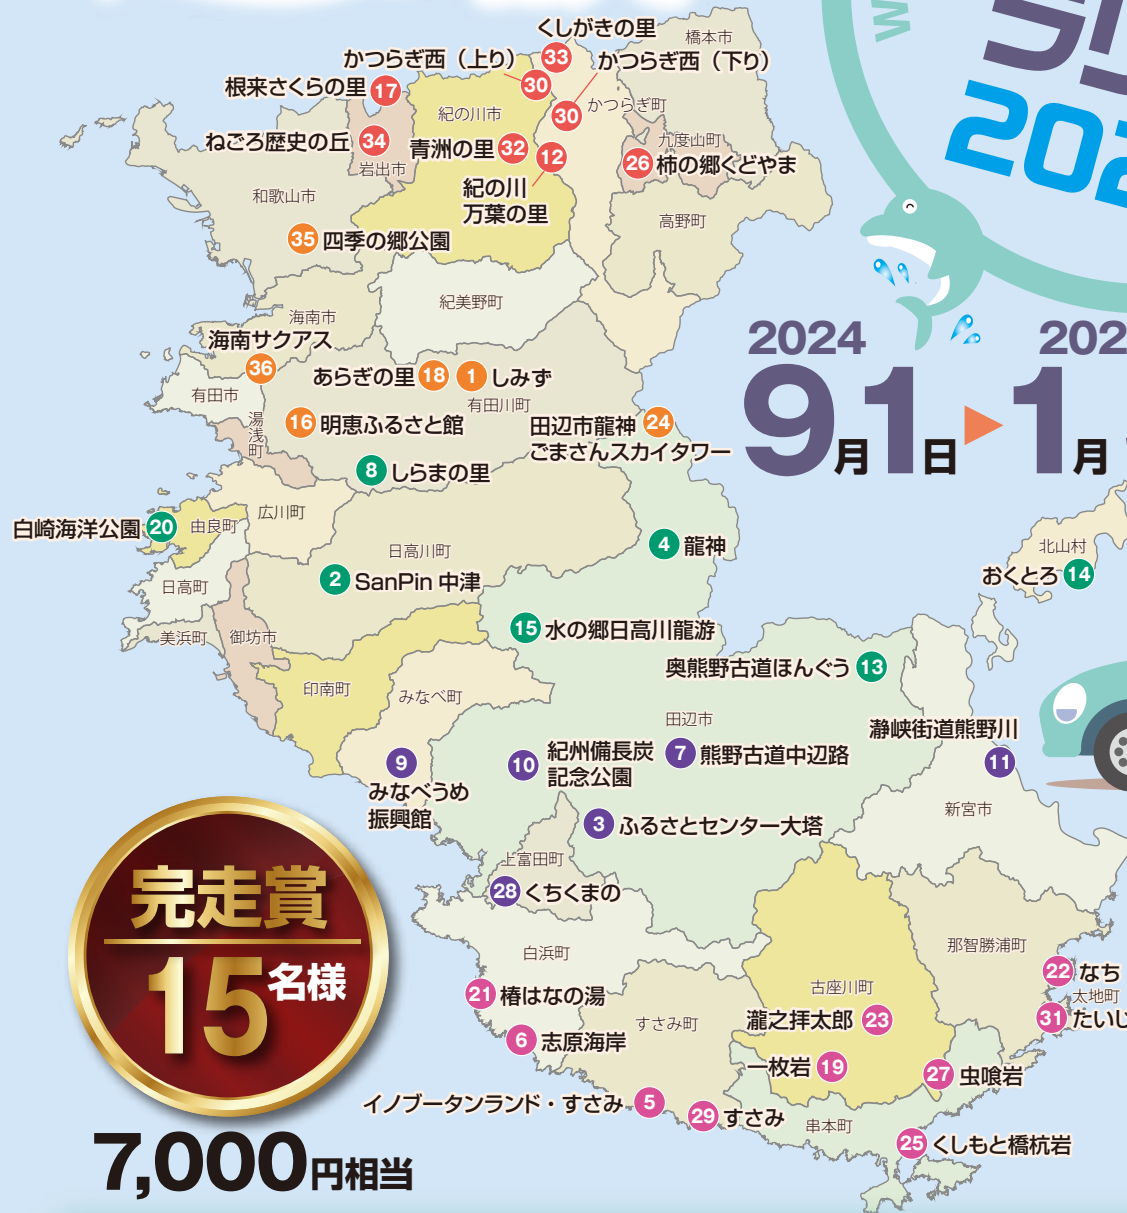 くしがきの里
33
橋本市
かつらぎ西（上り）
30
かつらぎ西（下り）
30
根来さくらの里
17
紀の川市
かつらぎ町
ねごろ歴史の丘
34
岩出市
青洲の里
32
12
紀の川
万葉の里
九度山町
26
柿の郷くどやま
和歌山市
高野町
35
四季の郷公園
紀美野町
海南市
海南サクアス
36
有田市
あらぎの里
18
1
しみず
有田川町
湯浅町
16
明恵ふるさと館
田辺市龍神
ごまさんスカイタワー
24
8
しらまの里
広川町
白崎海洋公園
20
由良町
日高川町
4
龍神
日高町
2
SanPin 中津
美浜町
御坊市
15
水の郷日高川龍游
奥熊野古道ほんぐう
13
北山村
おくとろ
14
印南町
みなべ町
田辺市
瀞峡街道熊野川
11
9
みなべうめ
振興館
10
紀州備長炭
記念公園
7
熊野古道中辺路
新宮市
3
ふるさとセンター大塔
上富田町
28
くちくまの
白浜町
那智勝浦町
22
なち
太地町
31
たいじ
21
椿はなの湯
古座川町
すさみ町
瀧之拝太郎
23
6
志原海岸
一枚岩
19
27
虫喰岩
イノブータンランド・すさみ
5
29
すさみ
串本町
25
くしもと橋杭岩
2024
9月1日
202
1月
完走賞
15名様
7,000円相当
W
202